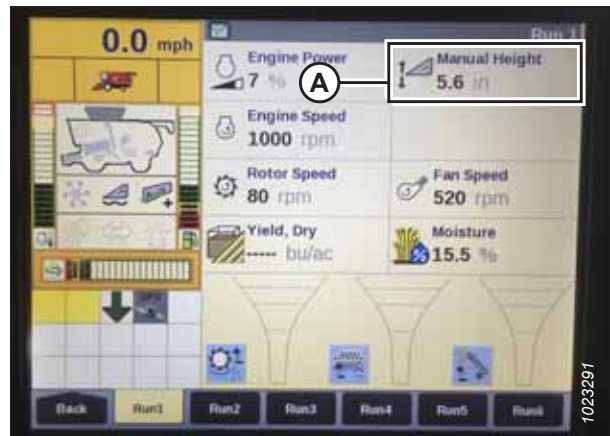 0.0 mph
Run 1
Engine Power
7 %
A
Manual Height
5.6 in
Engine Speed
1000 rpm
Rotor Speed
80 rpm
Fan Speed
520 rpm
Yield, Dry
----- bu/ac
Moisture
15.5 %
Back
Run1
Run2
Run3
Run4
Run5
Run6
1023291